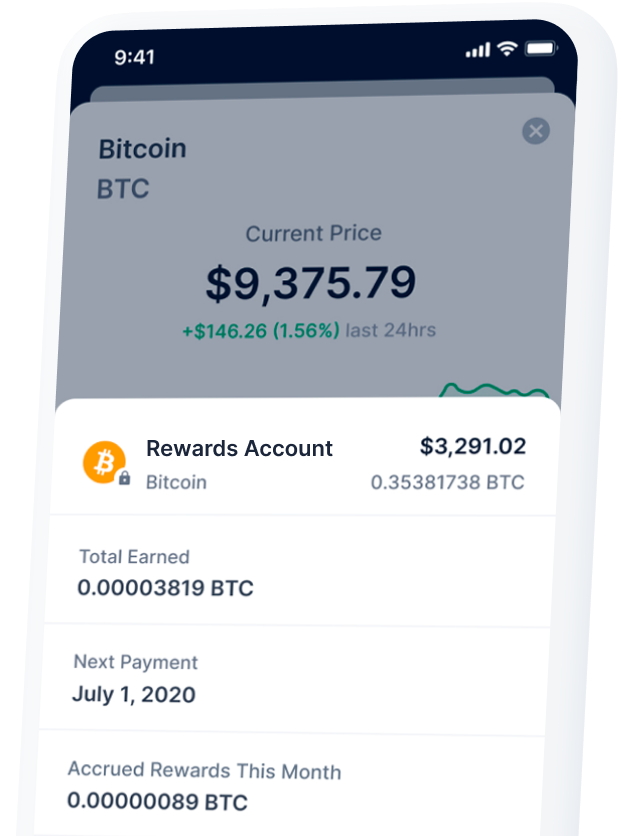 9:41
Bitcoin
BTC
Current Price
$9,375.79
+$146.26 (1.56%) last 24hrs
Rewards Account $3,291.02
Bitcoin 0.35381738 BTC
Total Earned
0.00003819 BTC
Next Payment
July 1, 2020
Accrued Rewards This Month
0.00000089 BTC